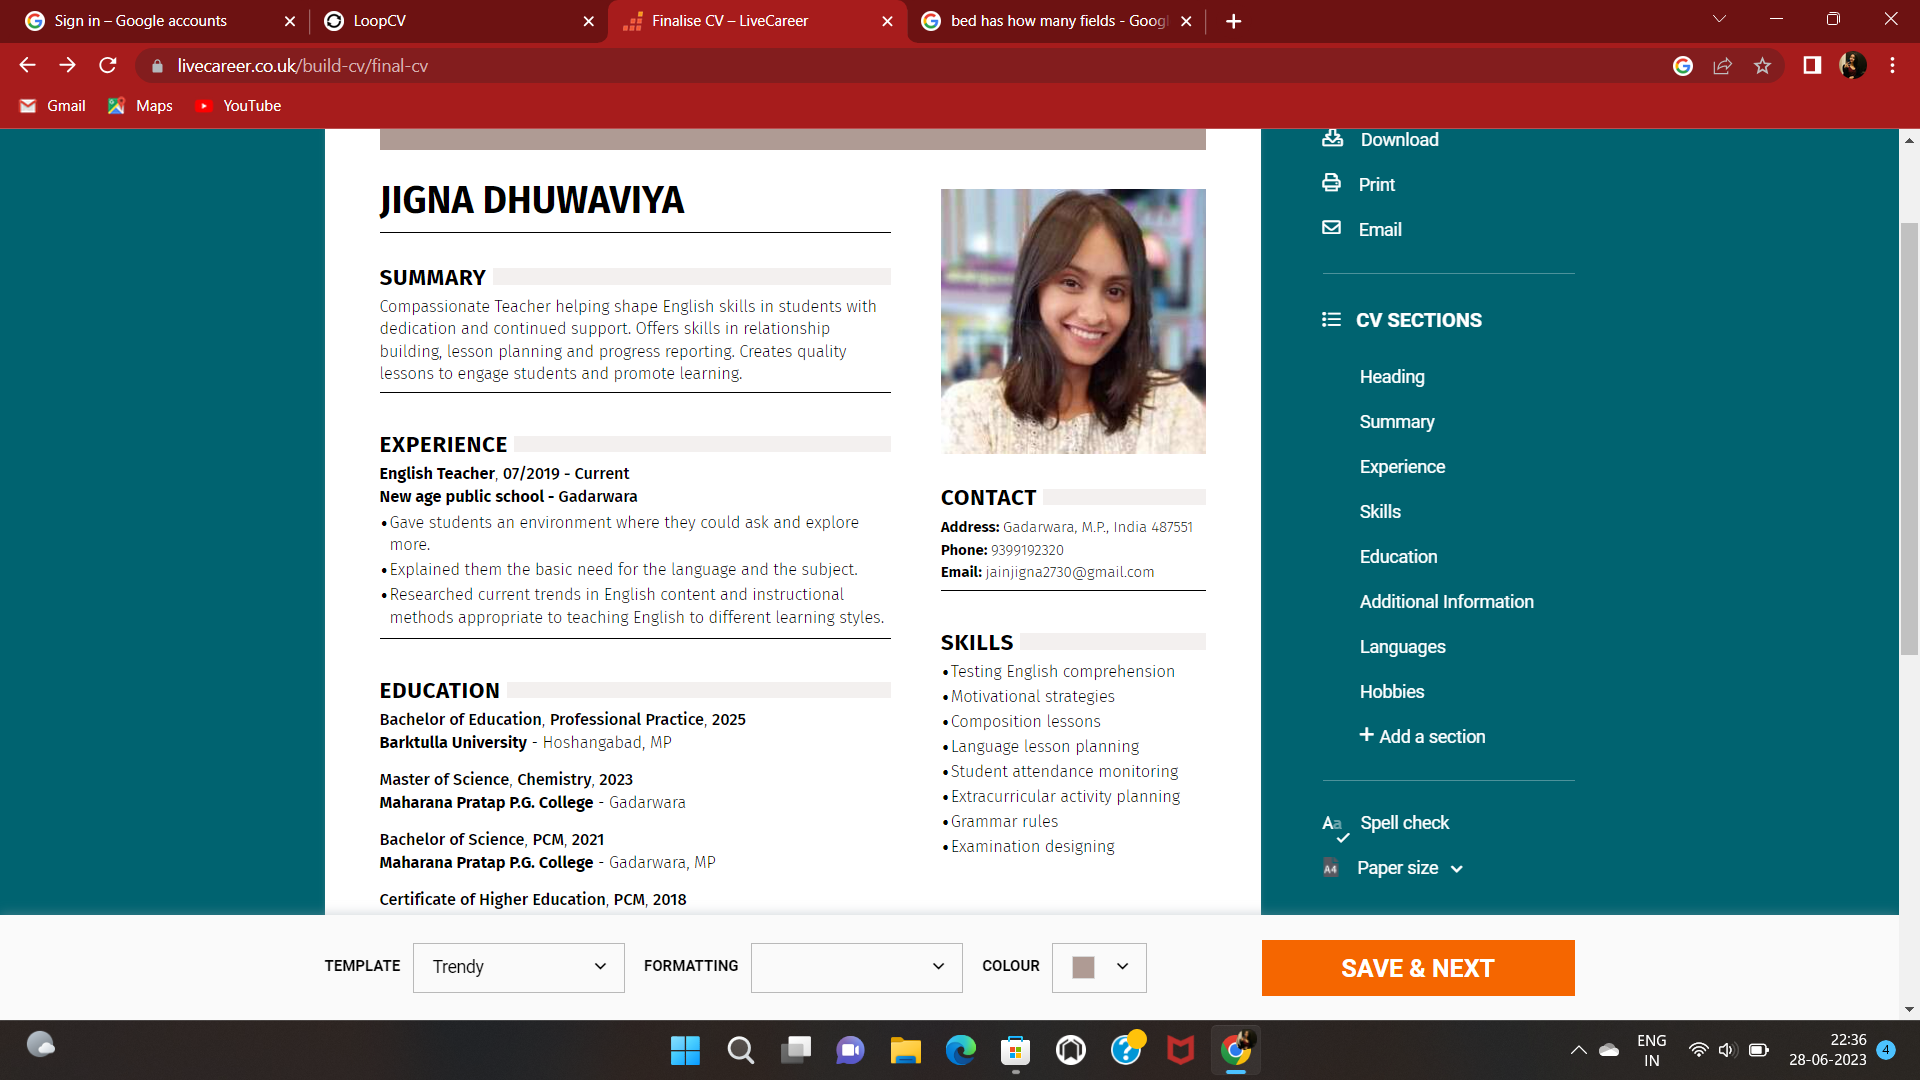 Sign in – Google accounts
LoopCV
Finalise CV – LiveCareer
bed has how many fields - Goog
livecareer.co.uk/build-cv/final-cv
Gmail
Maps
YouTube
JIGNA DHUWAVIYA
SUMMARY
Compassionate Teacher helping shape English skills in students with
dedication and continued support. Offers skills in relationship
building, lesson planning and progress reporting. Creates quality
lessons to engage students and promote learning.
EXPERIENCE
English Teacher, 07/2019 - Current
New age public school - Gadarwara
•Gave students an environment where they could ask and explore
more.
•Explained them the basic need for the language and the subject.
•Researched current trends in English content and instructional
methods appropriate to teaching English to different learning styles.
EDUCATION
Bachelor of Education, Professional Practice, 2025
Barktulla University - Hoshangabad, MP
Master of Science, Chemistry, 2023
Maharana Pratap P.G. College - Gadarwara
Bachelor of Science, PCM, 2021
Maharana Pratap P.G. College - Gadarwara, MP
Certificate of Higher Education, PCM, 2018
CONTACT
Address: Gadarwara, M.P., India 487551
Phone: 9399192320
Email: jainjigna2730@gmail.com
SKILLS
•Testing English comprehension
•Motivational strategies
•Composition lessons
•Language lesson planning
•Student attendance monitoring
•Extracurricular activity planning
•Grammar rules
•Examination designing
Download
Print
Email
CV SECTIONS
Heading
Summary
Experience
Skills
Education
Additional Information
Languages
Hobbies
+ Add a section
Aa Spell check
A4 Paper size
TEMPLATE
Trendy
FORMATTING
COLOUR
SAVE & NEXT
ENG
IN
22:36
28-06-2023
4